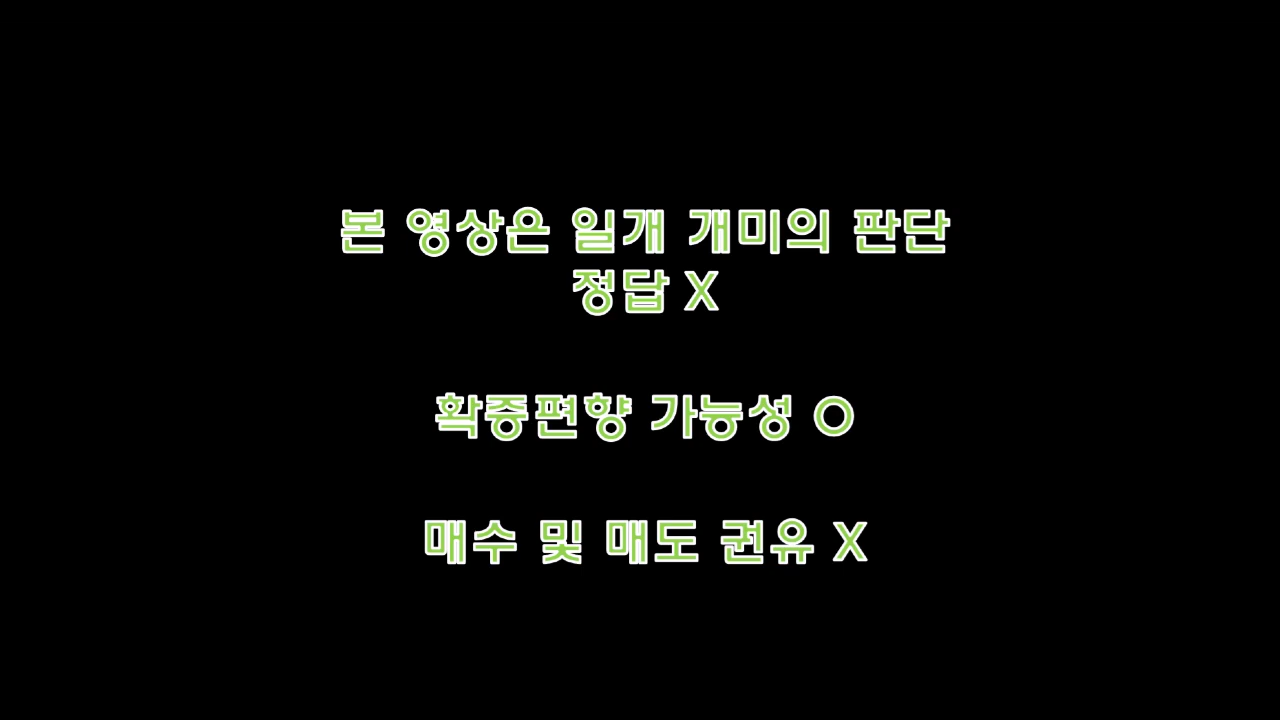 본 영상은 일개 개미의 판단
정답 X
확증편향 가능성 O
매수 및 매도 권유 X